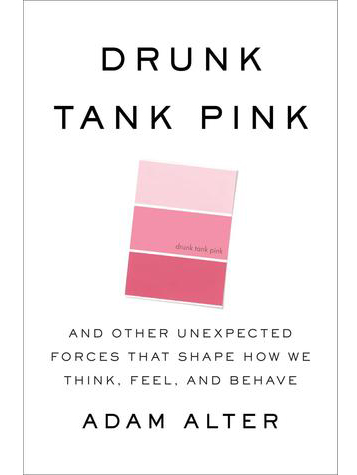 DRUNK
TANK PINK
drunk tank pink
AND OTHER UNEXPECTED
FORCES THAT SHAPE HOW WE
THINK, FEEL, AND BEHAVE
ADAM ALTER